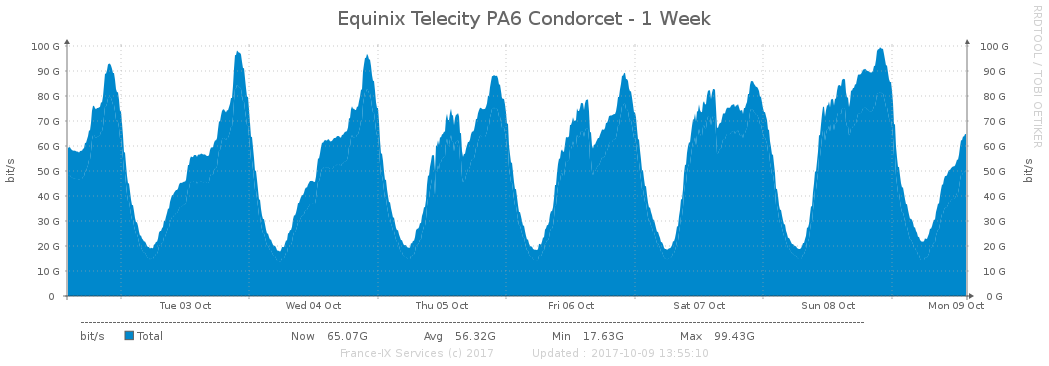 Equinix Telecity PA6 Condorcet - 1 Week
RRDTOOL / TOBI OETIKER
bit/s
100 G
90 G
80 G
70 G
60 G
50 G
40 G
30 G
20 G
10 G
0
100 G
90 G
80 G
70 G
60 G
50 G
40 G
30 G
20 G
10 G
0 G
bit/s
Tue 03 Oct Wed 04 Oct Thu 05 Oct Fri 06 Oct Sat 07 Oct Sun 08 Oct Mon 09 Oct
bit/s Total Now 65.07G Avg 56.32G Min 17.63G Max 99.43G
France-IX Services (c) 2017 Updated : 2017-10-09 13:55:10